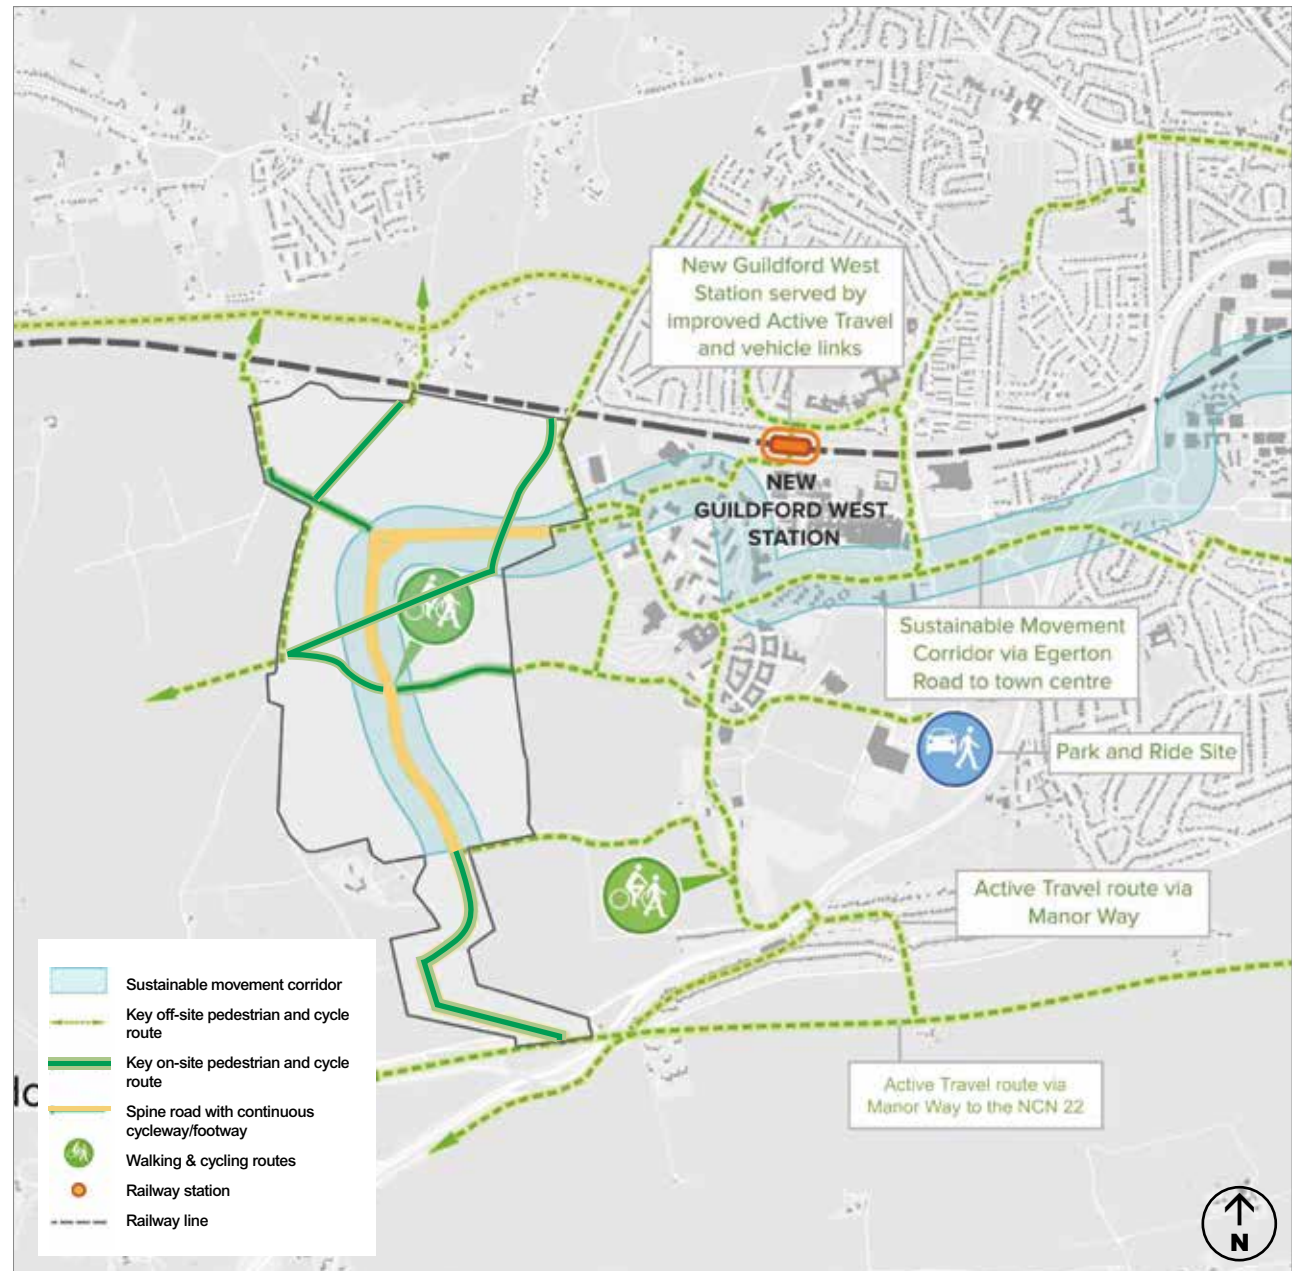 New Guildford West
Station served by
improved Active Travel
and vehicle links
NEW
GUILDFORD WEST
STATION
Sustainable Movement
Corridor via Egerton
Road to town centre
Park and Ride Site
Active Travel route via
Manor Way
Active Travel route via
Manor Way to the NCN 22
Sustainable movement corridor
Key off-site pedestrian and cycle
route
Key on-site pedestrian and cycle
route
Spine road with continuous
cycleway/footway
Walking & cycling routes
Railway station
Railway line
N